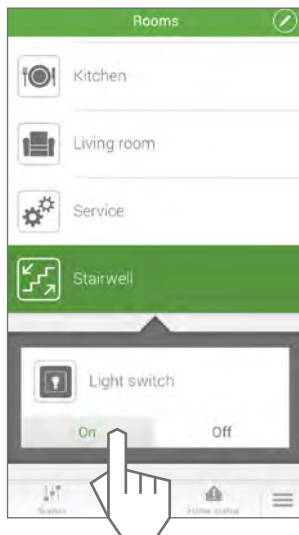 Rooms
Kitchen
Living room
Service
Stairwell
Light switch
On Off
Scenes Home status